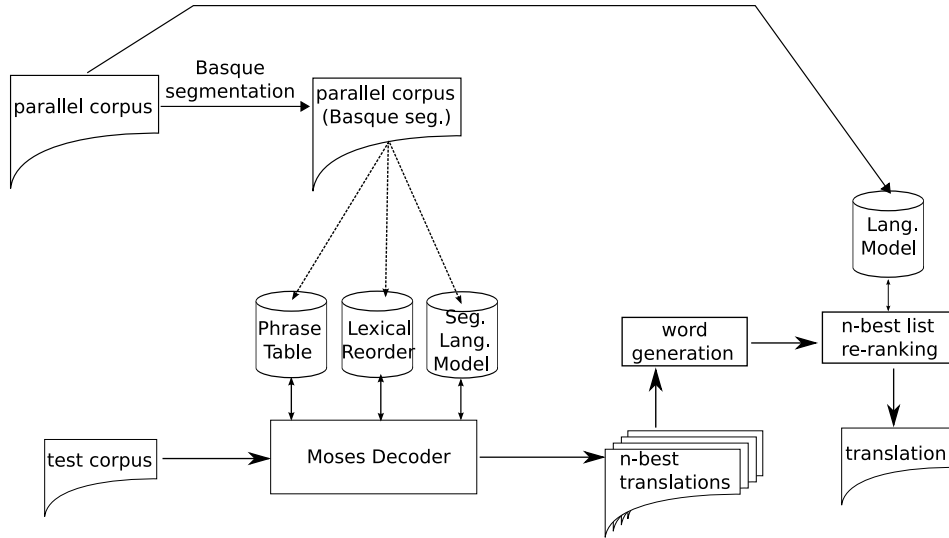 Basque
segmentation
parallel corpus
parallel corpus
(Basque seg.)
Lang.
Model
Phrase
Table
Lexical
Reorder
Seg.
Lang.
Model
word
generation
n-best list
re-ranking
test corpus
Moses Decoder
n-best
translations
translation